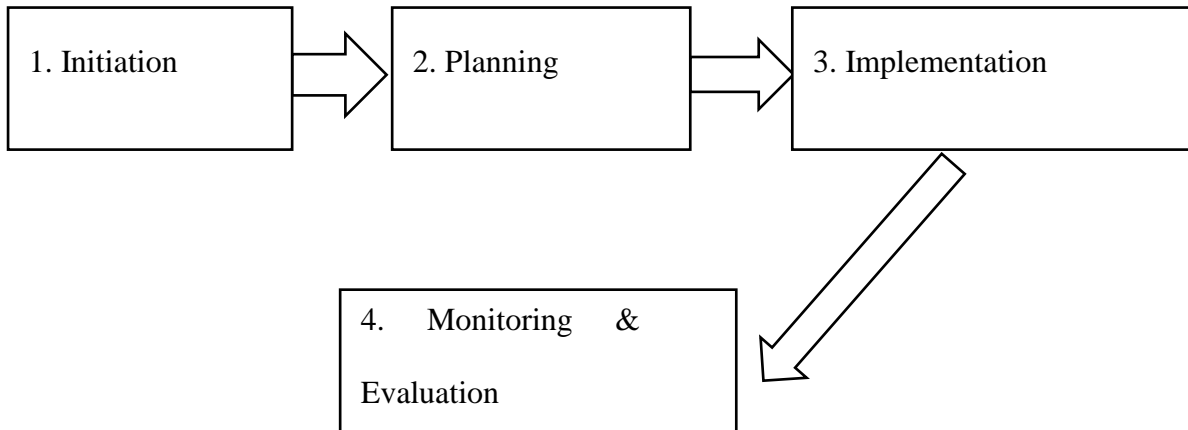 1. Initiation
2. Planning
3. Implementation
4. Monitoring &
Evaluation